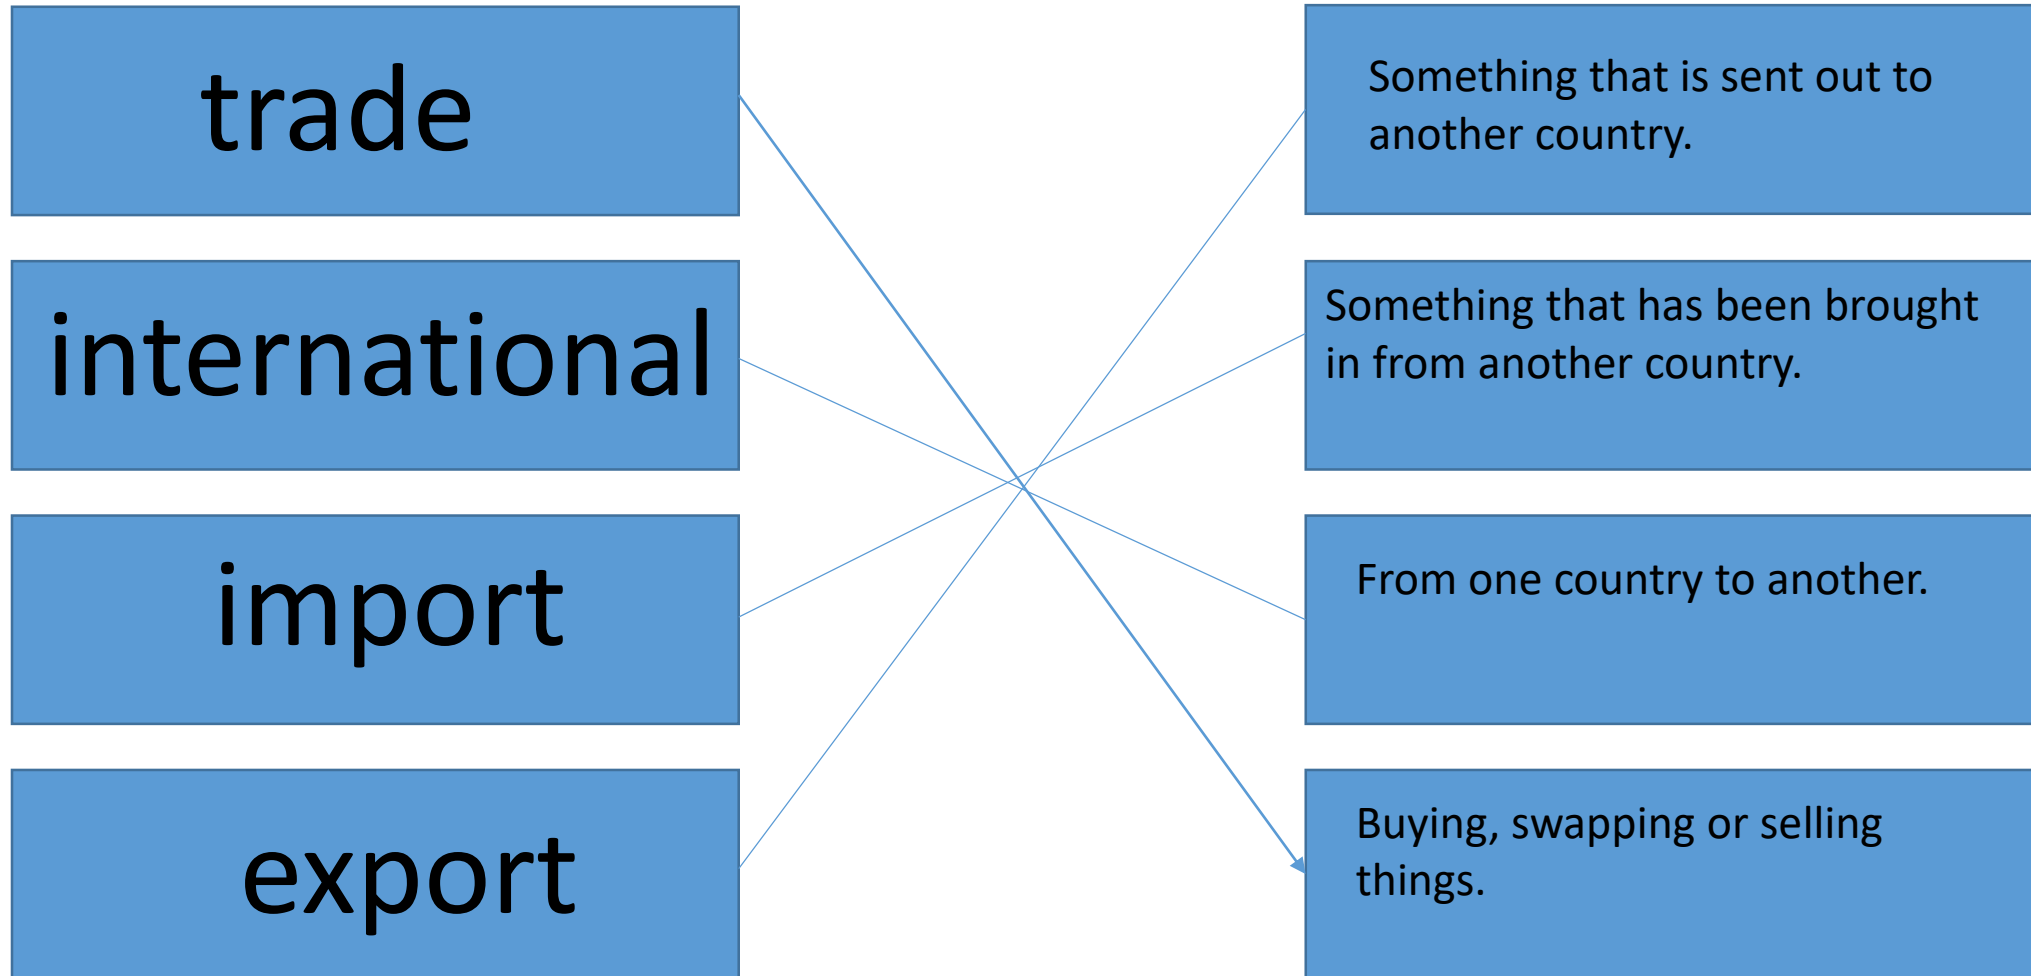 trade
Something that is sent out to
another country.
international
Something that has been brought
in from another country.
import
From one country to another.
export
Buying, swapping or selling
things.